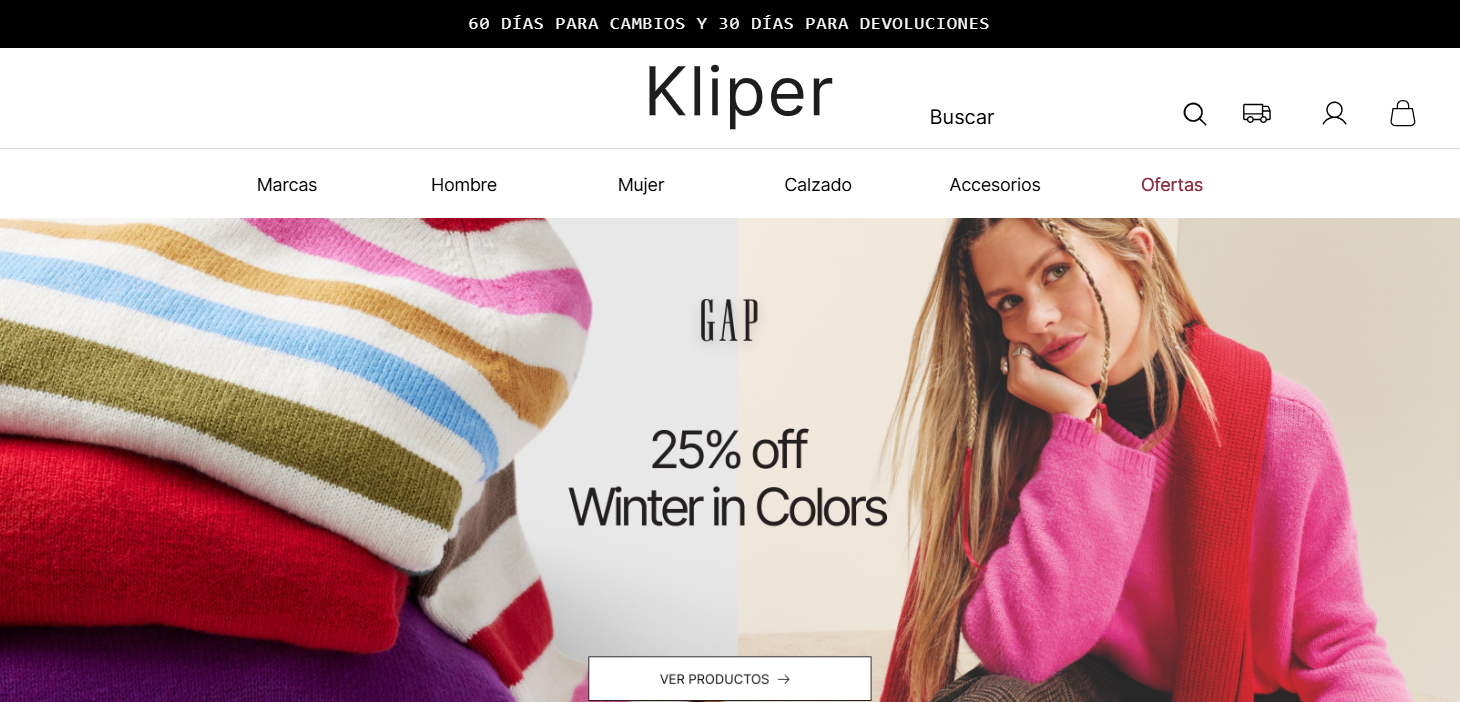 60 DÍAS PARA CAMBIOS Y 30 DÍAS PARA DEVOLUCIONES
Kliper
Buscar
Marcas
Hombre
Mujer
Calzado
Accesorios
Ofertas
GAP
25% off
Winter in Colors
VER PRODUCTOS →